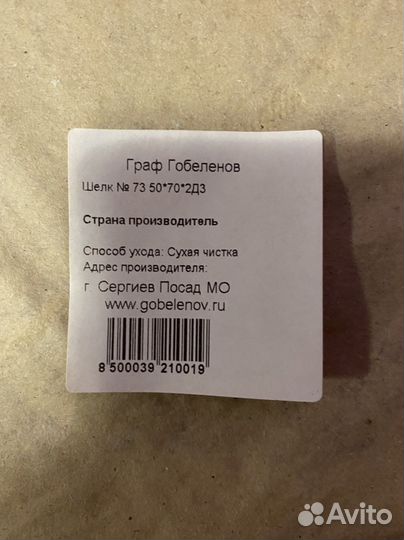 Граф Гобеленов
Шелк № 73 50*70*2Д3
Страна производитель
Способ ухода: Сухая чистка
Адрес производителя:
г Сергиев Посад МО
www.gobelenov.ru
8 500039 210019
Avito